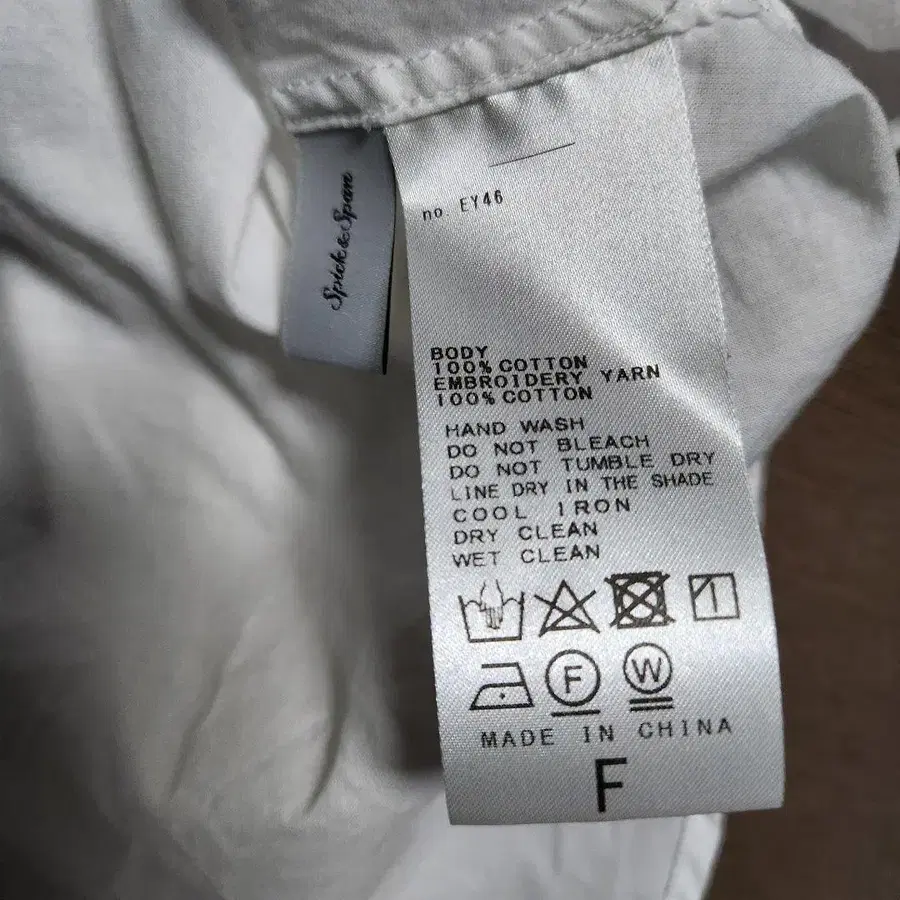 Spick&Span
no. EY46
BODY
100% COTTON
EMBROIDERY YARN
100% COTTON
HAND WASH
DO NOT BLEACH
DO NOT TUMBLE DRY
LINE DRY IN THE SHADE
COOL IRON
DRY CLEAN
WET CLEAN
F W
MADE IN CHINA
F